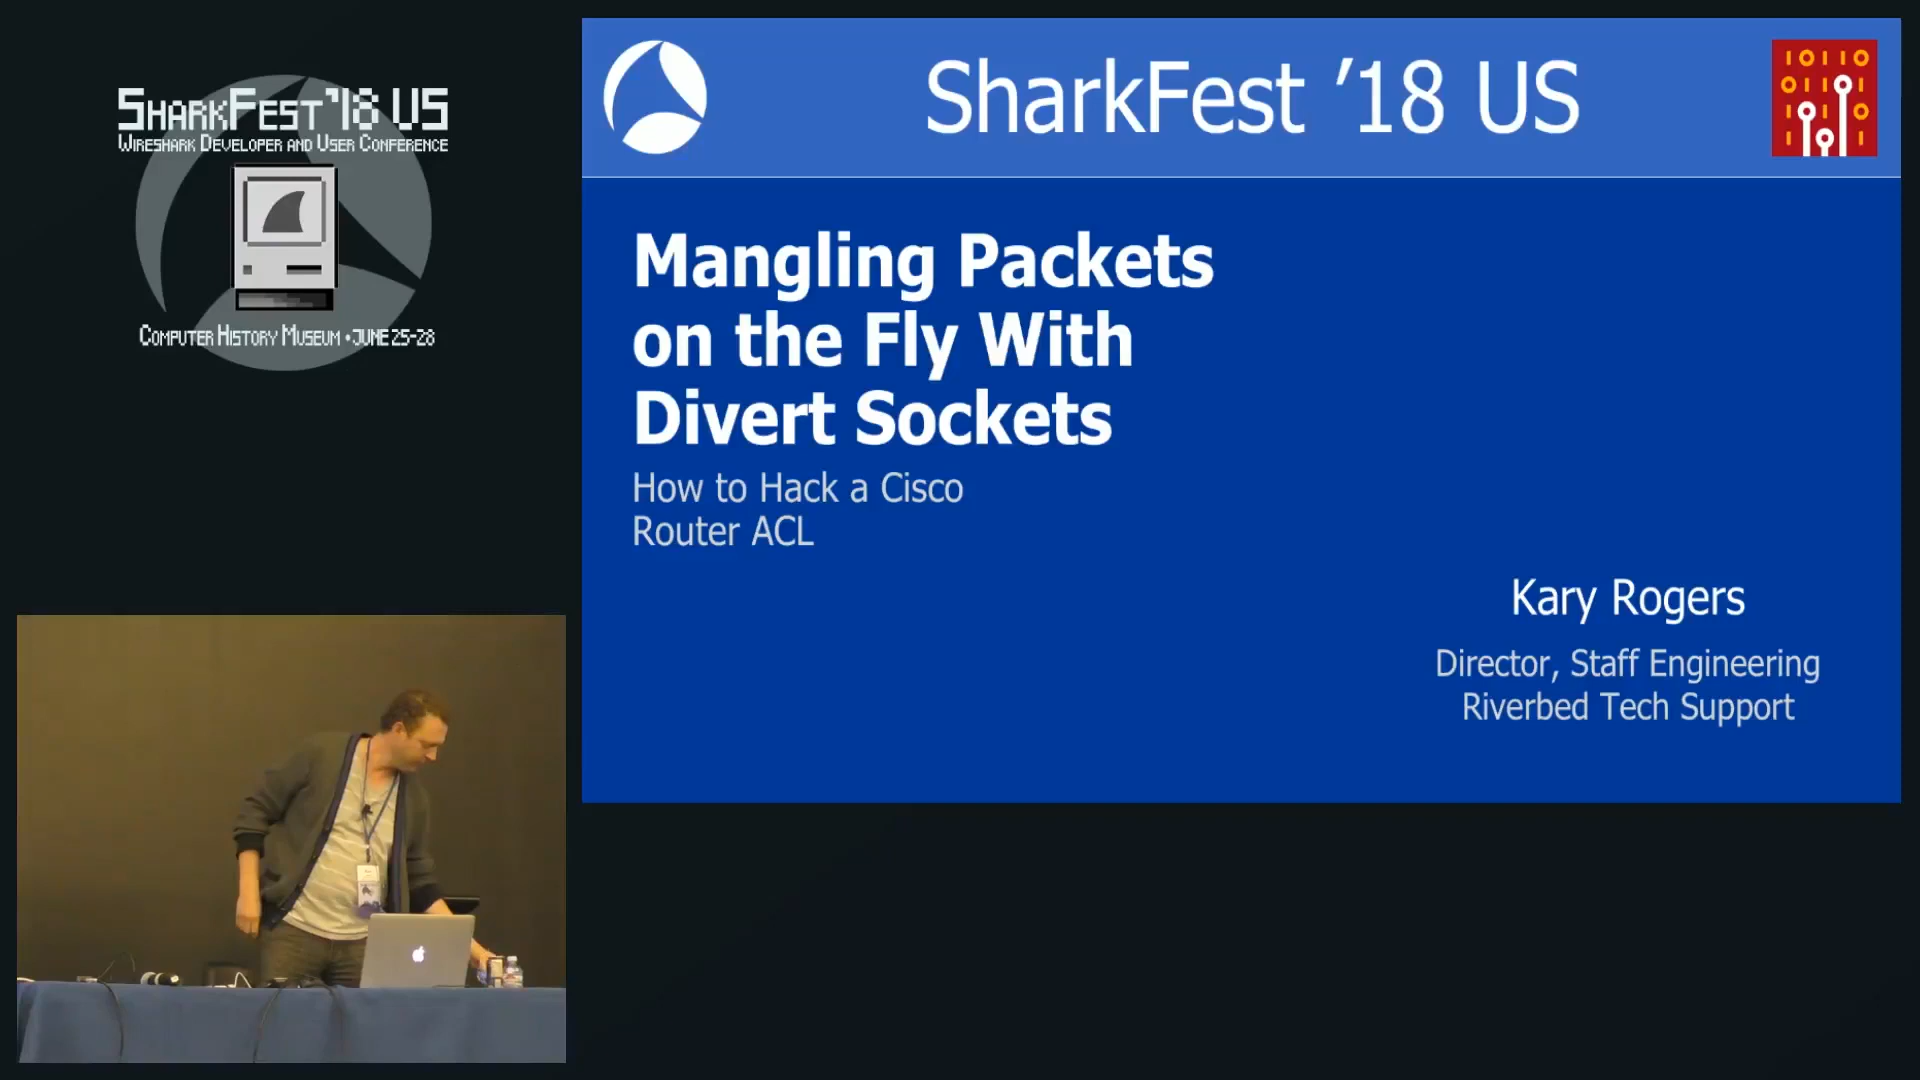 SharkFest'18 US
Wireshark Developer and User Conference
Computer History Museum • June 25-28
SharkFest '18 US
Mangling Packets
on the Fly With
Divert Sockets
How to Hack a Cisco
Router ACL
Kary Rogers
Director, Staff Engineering
Riverbed Tech Support